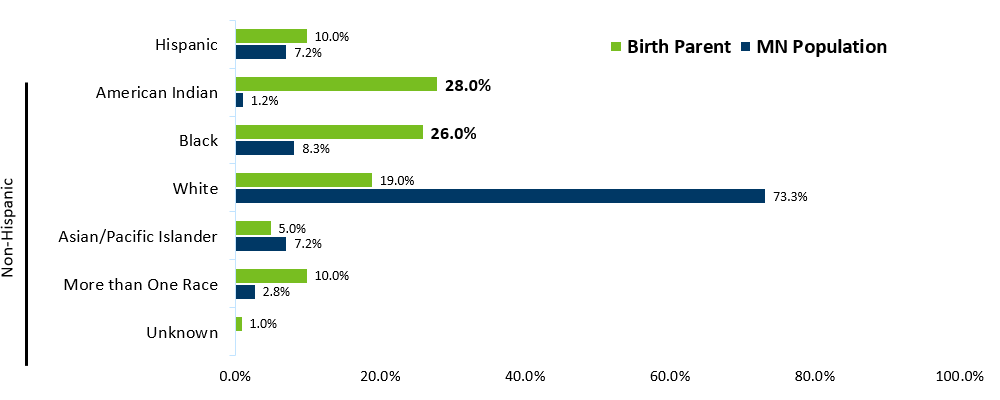 Birth Parent MN Population
Non-Hispanic
Hispanic 10.0%
7.2%
American Indian 28.0%
1.2%
Black 26.0%
8.3%
White 19.0%
73.3%
Asian/Pacific Islander 5.0%
7.2%
More than One Race 10.0%
2.8%
Unknown 1.0%
0.0% 20.0% 40.0% 60.0% 80.0% 100.0%